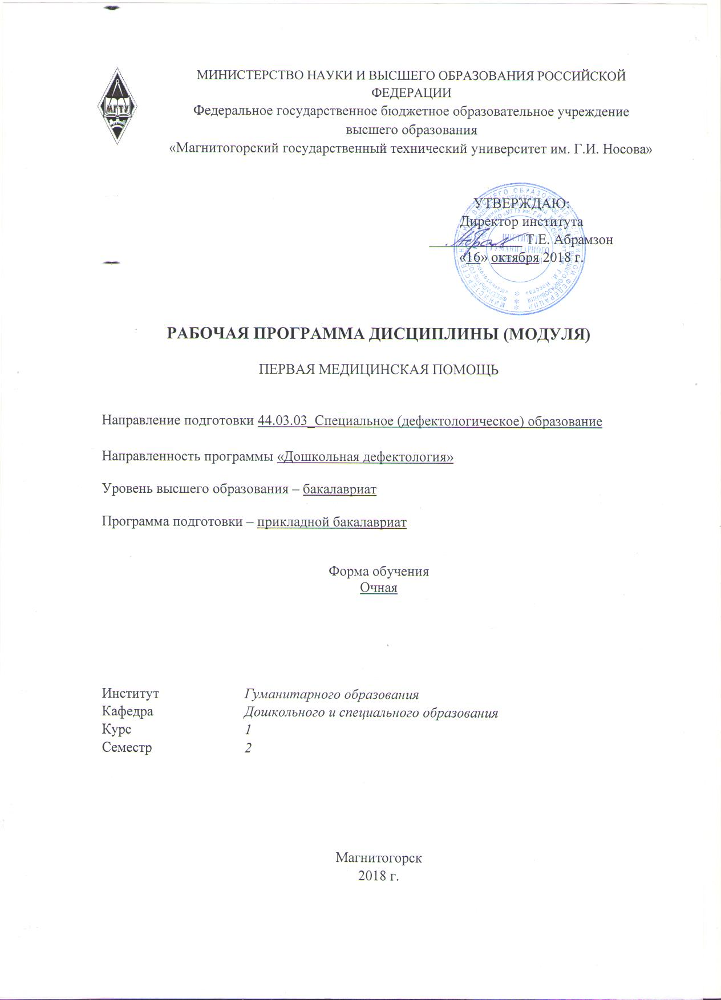 МИНИСТЕРСТВО НАУКИ И ВЫСШЕГО ОБРАЗОВАНИЯ РОССИЙСКОЙ
ФЕДЕРАЦИИ
Федеральное государственное бюджетное образовательное учреждение
высшего образования
«Магнитогорский государственный технический университет им. Г.И. Носова»
МГТУ
УТВЕРЖДАЮ:
Директор института
Т.Е. Абрамзон
«16» октября 2018 г.
РАБОЧАЯ ПРОГРАММА ДИСЦИПЛИНЫ (МОДУЛЯ)
ПЕРВАЯ МЕДИЦИНСКАЯ ПОМОЩЬ
Направление подготовки 44.03.03_Специальное (дефектологическое) образование
Направленность программы «Дошкольная дефектология»
Уровень высшего образования – бакалавриат
Программа подготовки – прикладной бакалавриат
Форма обучения
Очная
Институт Гуманитарного образования
Кафедра Дошкольного и специального образования
Курс 1
Семестр 2
Магнитогорск
2018 г.